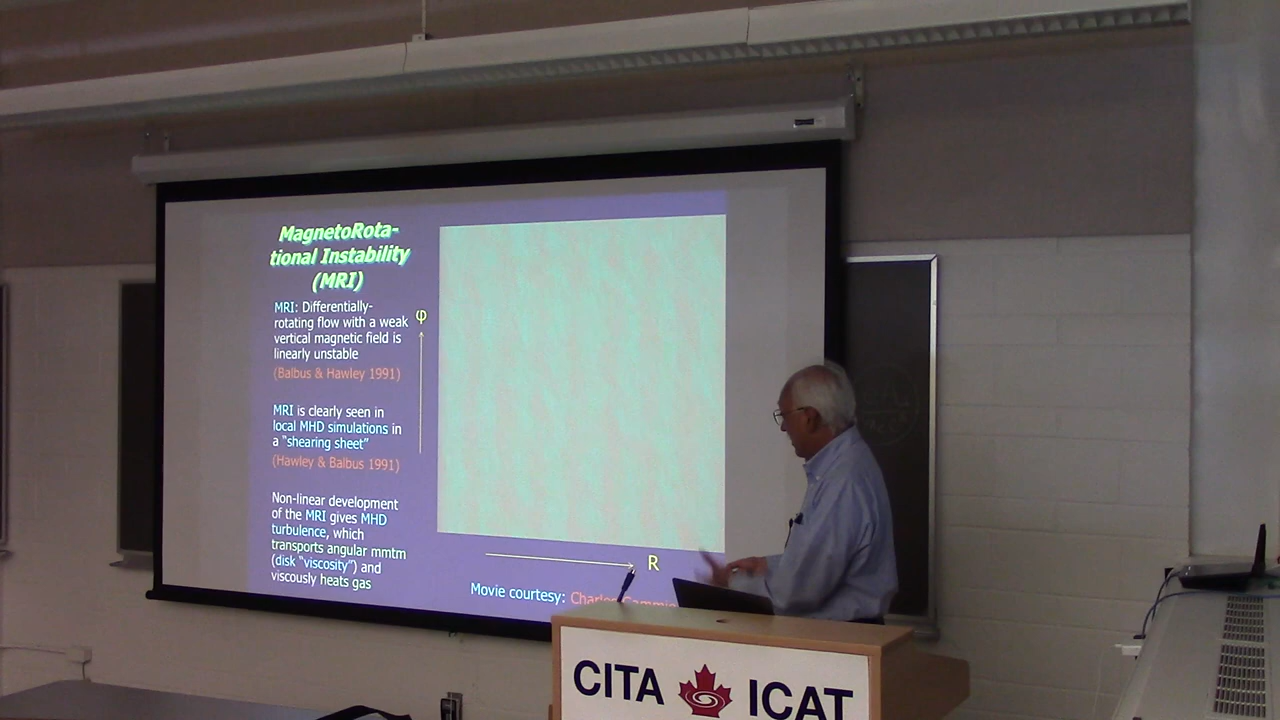 MagnetoRota-
tional Instability
(MRI)
MRI: Differentially-
rotating flow with a weak
vertical magnetic field is
linearly unstable
(Balbus & Hawley 1991)
MRI is clearly seen in
local MHD simulations in
a “shearing sheet”
(Hawley & Balbus 1991)
Non-linear development
of the MRI gives MHD
turbulence, which
transports angular mmtm
(disk “viscosity”) and
viscously heats gas
φ
R
Movie courtesy: Charles
CITA ICAT